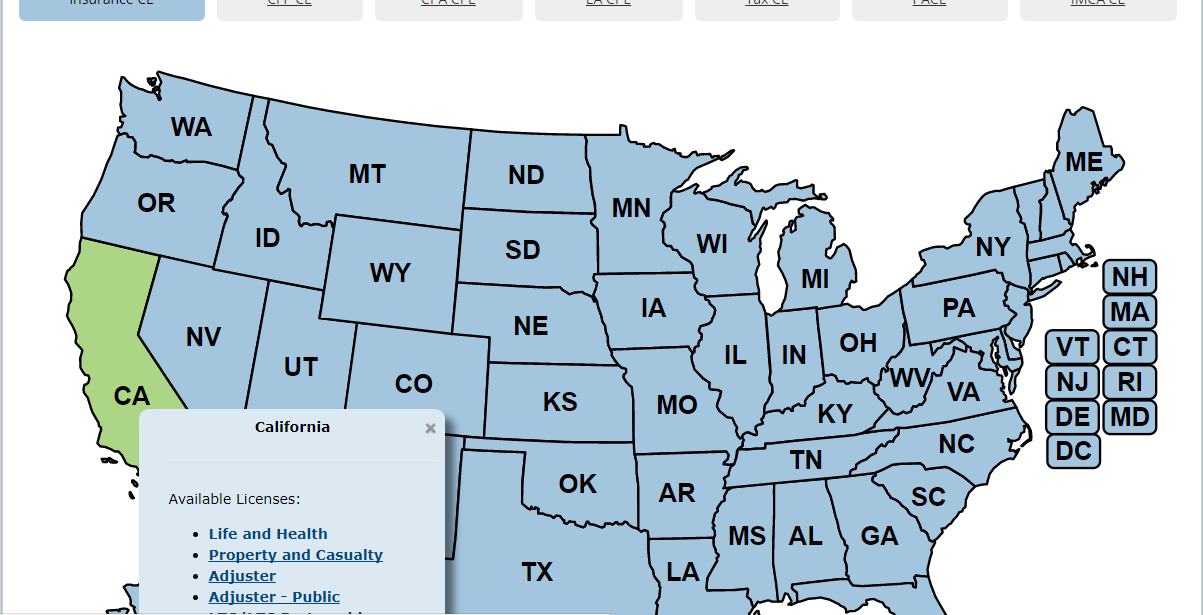 Insurance CE
CFP CE
CPA CPE
EA CPE
Tax CE
PACE
IMCA CE
WA
MT
ND
MN
ME
OR
ID
SD
WI
NY
WY
MI
NH
IA
PA
MA
NV
NE
OH
VT
CT
UT
CO
IL
IN
WV
VA
NJ
RI
CA
KS
MO
KY
DE
MD
TN
NC
DC
California
×
OK
AR
SC
Available Licenses:
MS
AL
GA
Life and Health
Property and Casualty
TX
LA
Adjuster
Adjuster - Public